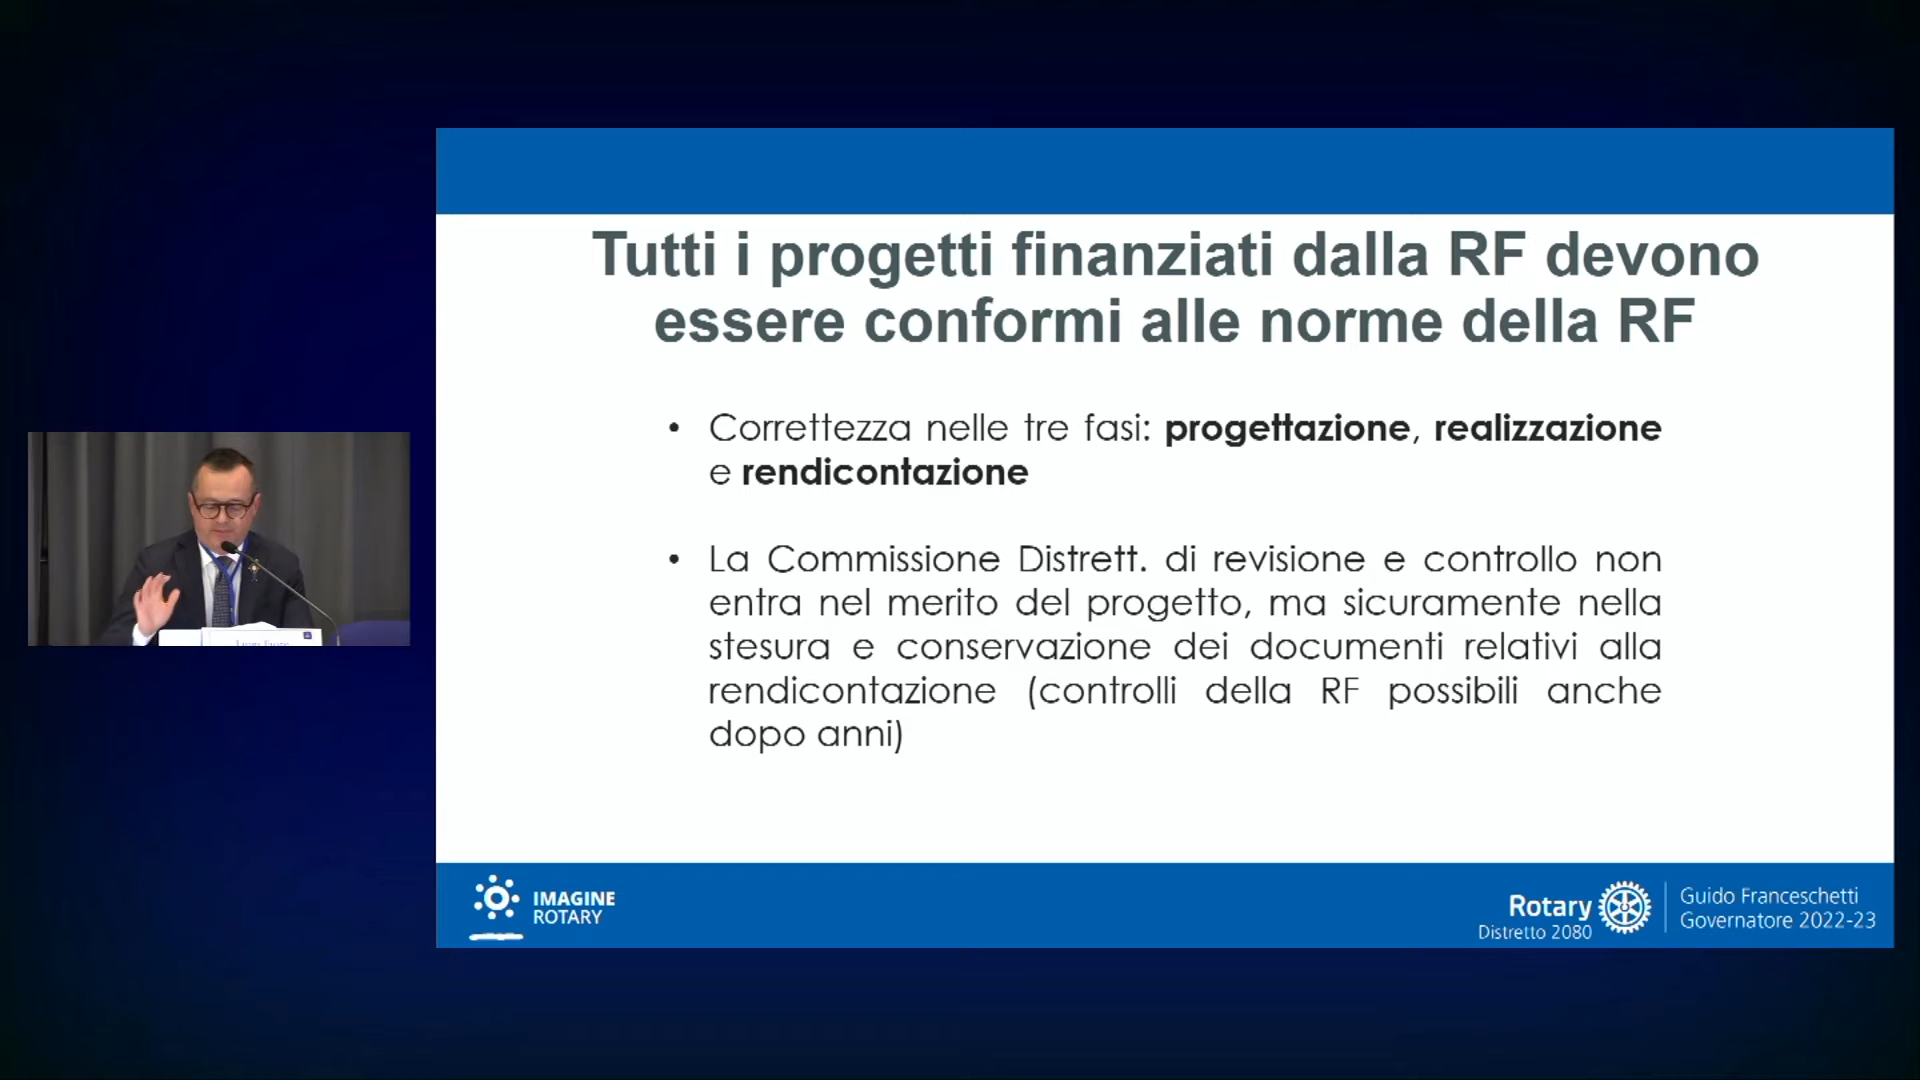 Tutti i progetti finanziati dalla RF devono
essere conformi alle norme della RF
• Correttezza nelle tre fasi: progettazione, realizzazione
e rendicontazione
• La Commissione Distrett. di revisione e controllo non
entra nel merito del progetto, ma sicuramente nella
stesura e conservazione dei documenti relativi alla
rendicontazione (controlli della RF possibili anche
dopo anni)
IMAGINE
ROTARY
Rotary
Distretto 2080
Guido Franceschetti
Governatore 2022-23